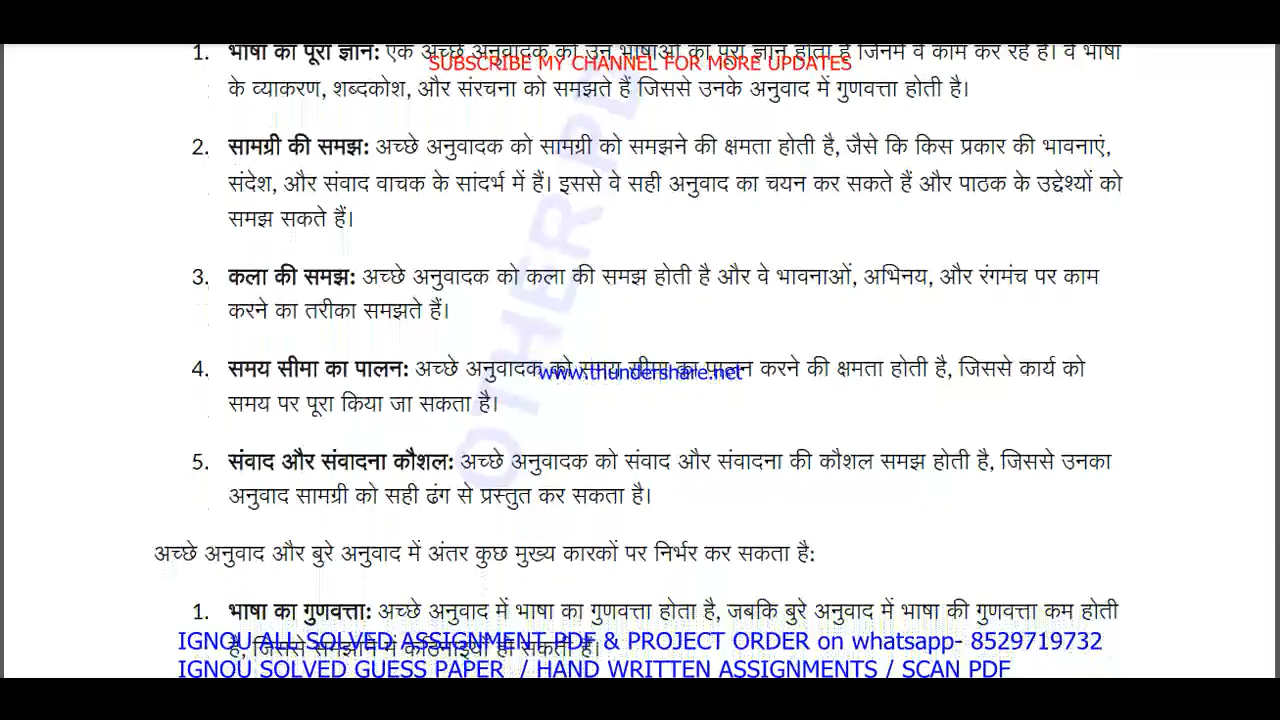 1. भाषा का पूरा ज्ञान: एक अच्छे अनुवादक को उन भाषाओं का पूरा ज्ञान होता है जिनमें वे काम कर रहे हैं। वे भाषा
SUBSCRIBE MY CHANNEL FOR MORE UPDATES
के व्याकरण, शब्दकोश, और संरचना को समझते हैं जिससे उनके अनुवाद में गुणवत्ता होती है।
2. सामग्री की समझ: अच्छे अनुवादक को सामग्री को समझने की क्षमता होती है, जैसे कि किस प्रकार की भावनाएं,
संदेश, और संवाद वाचक के सांदर्भ में हैं। इससे वे सही अनुवाद का चयन कर सकते हैं और पाठक के उद्देश्यों को
समझ सकते हैं।
3. कला की समझ: अच्छे अनुवादक को कला की समझ होती है और वे भावनाओं, अभिनय, और रंगमंच पर काम
करने का तरीका समझते हैं।
4. समय सीमा का पालन: अच्छे अनुवादक को समय सीमा का पालन करने की क्षमता होती है, जिससे कार्य को
www.thundershare.net
समय पर पूरा किया जा सकता है।
5. संवाद और संवादना कौशल: अच्छे अनुवादक को संवाद और संवादना की कौशल समझ होती है, जिससे उनका
अनुवाद सामग्री को सही ढंग से प्रस्तुत कर सकता है।
OTHER PD
अच्छे अनुवाद और बुरे अनुवाद में अंतर कुछ मुख्य कारकों पर निर्भर कर सकता है:
1. भाषा का गुणवत्ता: अच्छे अनुवाद में भाषा का गुणवत्ता होता है, जबकि बुरे अनुवाद में भाषा की गुणवत्ता कम होती
है, जिससे समझाने में कठिनाइयां हो सकती हैं।
IGNOU ALL SOLVED ASSIGNMENT PDF & PROJECT ORDER on whatsapp- 8529719732
IGNOU SOLVED GUESS PAPER / HAND WRITTEN ASSIGNMENTS / SCAN PDF